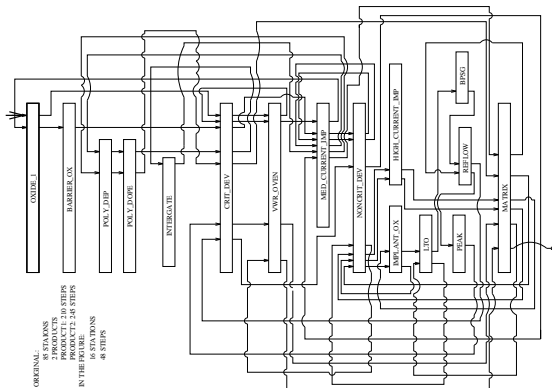 OXIDE_1
BARRIER_OX
POLY_DEP
POLY_DOPE
INTERGATE
CRIT_DEV
VWR_OVEN
MED_CURRENT_IMP
NONCRIT_DEV
HIGH_CURRENT_IMP
IMPLANT_OX
LTO
BPSG
REFLOW
PEAK
MATRIX
ORIGINAL:
85 STAIONS
2 PRODUCTS
PRODUCT1: 210 STEPS
PRODUCT2: 245 STEPS
IN THE FIGURE:
16 STATIONS
48 STEPS